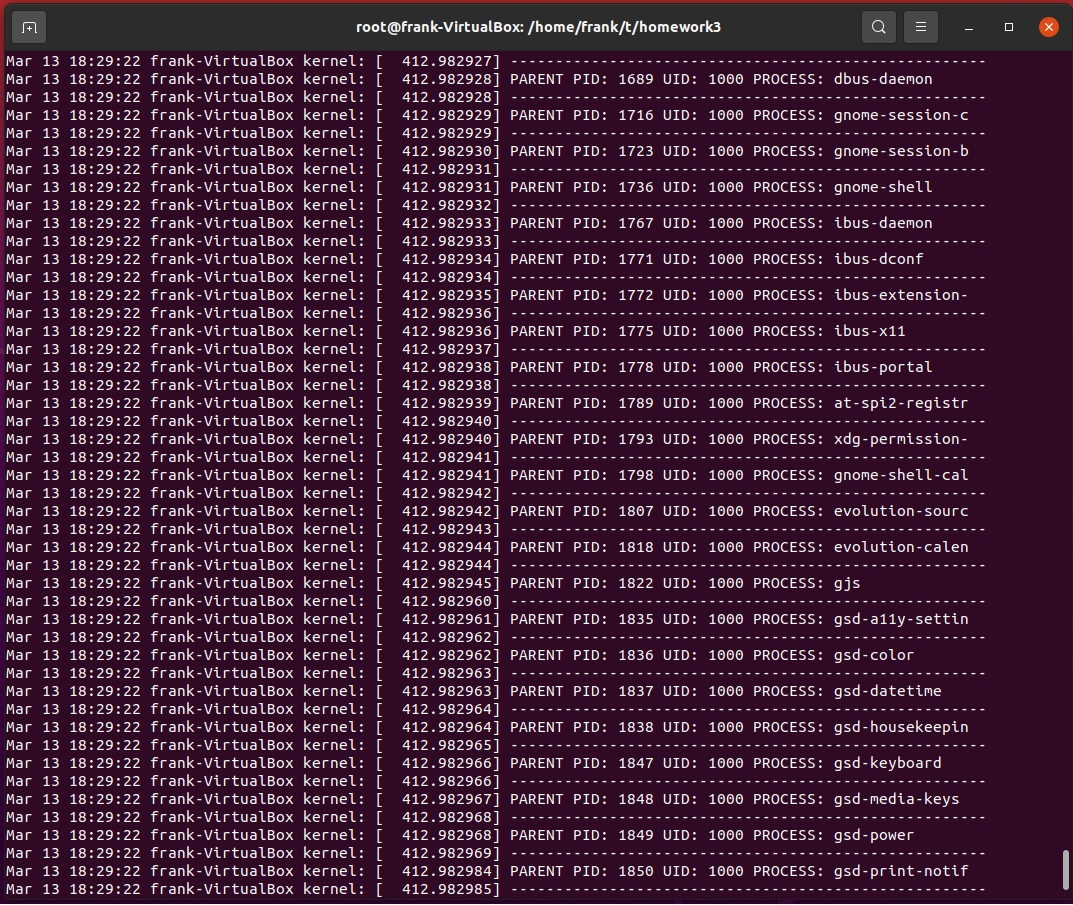 root@frank-VirtualBox: /home/frank/t/homework3
Mar 13 18:29:22 frank-VirtualBox kernel: [  412.982927] -----------------------------------------------------
Mar 13 18:29:22 frank-VirtualBox kernel: [  412.982928] PARENT PID: 1689 UID: 1000 PROCESS: dbus-daemon
Mar 13 18:29:22 frank-VirtualBox kernel: [  412.982928] -----------------------------------------------------
Mar 13 18:29:22 frank-VirtualBox kernel: [  412.982929] PARENT PID: 1716 UID: 1000 PROCESS: gnome-session-c
Mar 13 18:29:22 frank-VirtualBox kernel: [  412.982929] -----------------------------------------------------
Mar 13 18:29:22 frank-VirtualBox kernel: [  412.982930] PARENT PID: 1723 UID: 1000 PROCESS: gnome-session-b
Mar 13 18:29:22 frank-VirtualBox kernel: [  412.982931] -----------------------------------------------------
Mar 13 18:29:22 frank-VirtualBox kernel: [  412.982931] PARENT PID: 1736 UID: 1000 PROCESS: gnome-shell
Mar 13 18:29:22 frank-VirtualBox kernel: [  412.982932] -----------------------------------------------------
Mar 13 18:29:22 frank-VirtualBox kernel: [  412.982933] PARENT PID: 1767 UID: 1000 PROCESS: ibus-daemon
Mar 13 18:29:22 frank-VirtualBox kernel: [  412.982933] -----------------------------------------------------
Mar 13 18:29:22 frank-VirtualBox kernel: [  412.982934] PARENT PID: 1771 UID: 1000 PROCESS: ibus-dconf
Mar 13 18:29:22 frank-VirtualBox kernel: [  412.982934] -----------------------------------------------------
Mar 13 18:29:22 frank-VirtualBox kernel: [  412.982935] PARENT PID: 1772 UID: 1000 PROCESS: ibus-extension-
Mar 13 18:29:22 frank-VirtualBox kernel: [  412.982936] -----------------------------------------------------
Mar 13 18:29:22 frank-VirtualBox kernel: [  412.982936] PARENT PID: 1775 UID: 1000 PROCESS: ibus-x11
Mar 13 18:29:22 frank-VirtualBox kernel: [  412.982937] -----------------------------------------------------
Mar 13 18:29:22 frank-VirtualBox kernel: [  412.982938] PARENT PID: 1778 UID: 1000 PROCESS: ibus-portal
Mar 13 18:29:22 frank-VirtualBox kernel: [  412.982938] -----------------------------------------------------
Mar 13 18:29:22 frank-VirtualBox kernel: [  412.982939] PARENT PID: 1789 UID: 1000 PROCESS: at-spi2-registr
Mar 13 18:29:22 frank-VirtualBox kernel: [  412.982940] -----------------------------------------------------
Mar 13 18:29:22 frank-VirtualBox kernel: [  412.982940] PARENT PID: 1793 UID: 1000 PROCESS: xdg-permission-
Mar 13 18:29:22 frank-VirtualBox kernel: [  412.982941] -----------------------------------------------------
Mar 13 18:29:22 frank-VirtualBox kernel: [  412.982941] PARENT PID: 1798 UID: 1000 PROCESS: gnome-shell-cal
Mar 13 18:29:22 frank-VirtualBox kernel: [  412.982942] -----------------------------------------------------
Mar 13 18:29:22 frank-VirtualBox kernel: [  412.982942] PARENT PID: 1807 UID: 1000 PROCESS: evolution-sourc
Mar 13 18:29:22 frank-VirtualBox kernel: [  412.982943] -----------------------------------------------------
Mar 13 18:29:22 frank-VirtualBox kernel: [  412.982944] PARENT PID: 1818 UID: 1000 PROCESS: evolution-calen
Mar 13 18:29:22 frank-VirtualBox kernel: [  412.982944] -----------------------------------------------------
Mar 13 18:29:22 frank-VirtualBox kernel: [  412.982945] PARENT PID: 1822 UID: 1000 PROCESS: gjs
Mar 13 18:29:22 frank-VirtualBox kernel: [  412.982960] -----------------------------------------------------
Mar 13 18:29:22 frank-VirtualBox kernel: [  412.982961] PARENT PID: 1835 UID: 1000 PROCESS: gsd-a11y-settin
Mar 13 18:29:22 frank-VirtualBox kernel: [  412.982962] -----------------------------------------------------
Mar 13 18:29:22 frank-VirtualBox kernel: [  412.982962] PARENT PID: 1836 UID: 1000 PROCESS: gsd-color
Mar 13 18:29:22 frank-VirtualBox kernel: [  412.982963] -----------------------------------------------------
Mar 13 18:29:22 frank-VirtualBox kernel: [  412.982963] PARENT PID: 1837 UID: 1000 PROCESS: gsd-datetime
Mar 13 18:29:22 frank-VirtualBox kernel: [  412.982964] -----------------------------------------------------
Mar 13 18:29:22 frank-VirtualBox kernel: [  412.982964] PARENT PID: 1838 UID: 1000 PROCESS: gsd-housekeepin
Mar 13 18:29:22 frank-VirtualBox kernel: [  412.982965] -----------------------------------------------------
Mar 13 18:29:22 frank-VirtualBox kernel: [  412.982966] PARENT PID: 1847 UID: 1000 PROCESS: gsd-keyboard
Mar 13 18:29:22 frank-VirtualBox kernel: [  412.982966] -----------------------------------------------------
Mar 13 18:29:22 frank-VirtualBox kernel: [  412.982967] PARENT PID: 1848 UID: 1000 PROCESS: gsd-media-keys
Mar 13 18:29:22 frank-VirtualBox kernel: [  412.982968] -----------------------------------------------------
Mar 13 18:29:22 frank-VirtualBox kernel: [  412.982968] PARENT PID: 1849 UID: 1000 PROCESS: gsd-power
Mar 13 18:29:22 frank-VirtualBox kernel: [  412.982969] -----------------------------------------------------
Mar 13 18:29:22 frank-VirtualBox kernel: [  412.982984] PARENT PID: 1850 UID: 1000 PROCESS: gsd-print-notif
Mar 13 18:29:22 frank-VirtualBox kernel: [  412.982985] -----------------------------------------------------